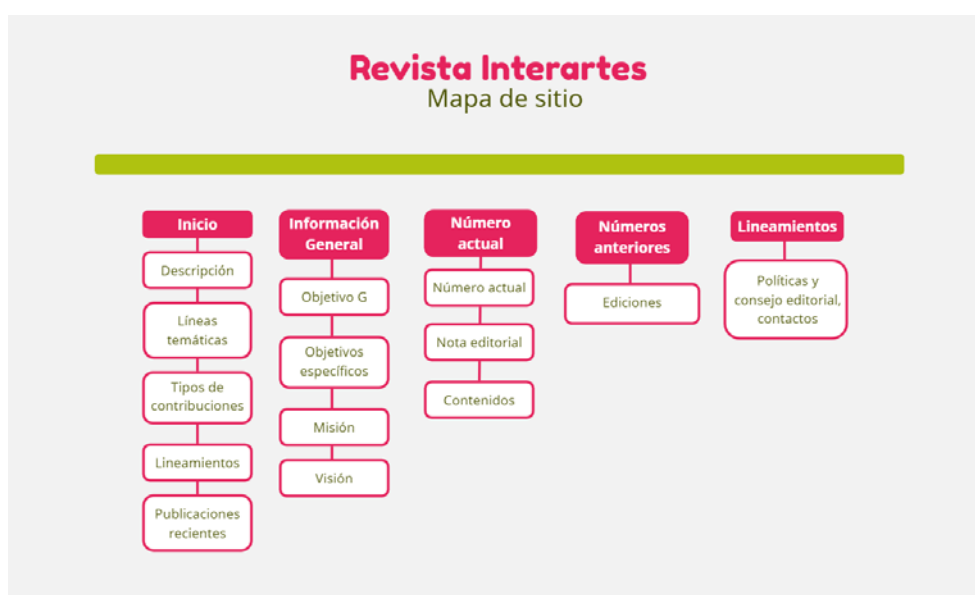 Revista Interartes
Mapa de sitio
Inicio
Descripción
Líneas
temáticas
Tipos de
contribuciones
Lineamientos
Publicaciones
recientes
Información
General
Objetivo G
Objetivos
específicos
Misión
Visión
Número
actual
Número actual
Nota editorial
Contenidos
Números
anteriores
Ediciones
Lineamientos
Políticas y
consejo editorial,
contactos